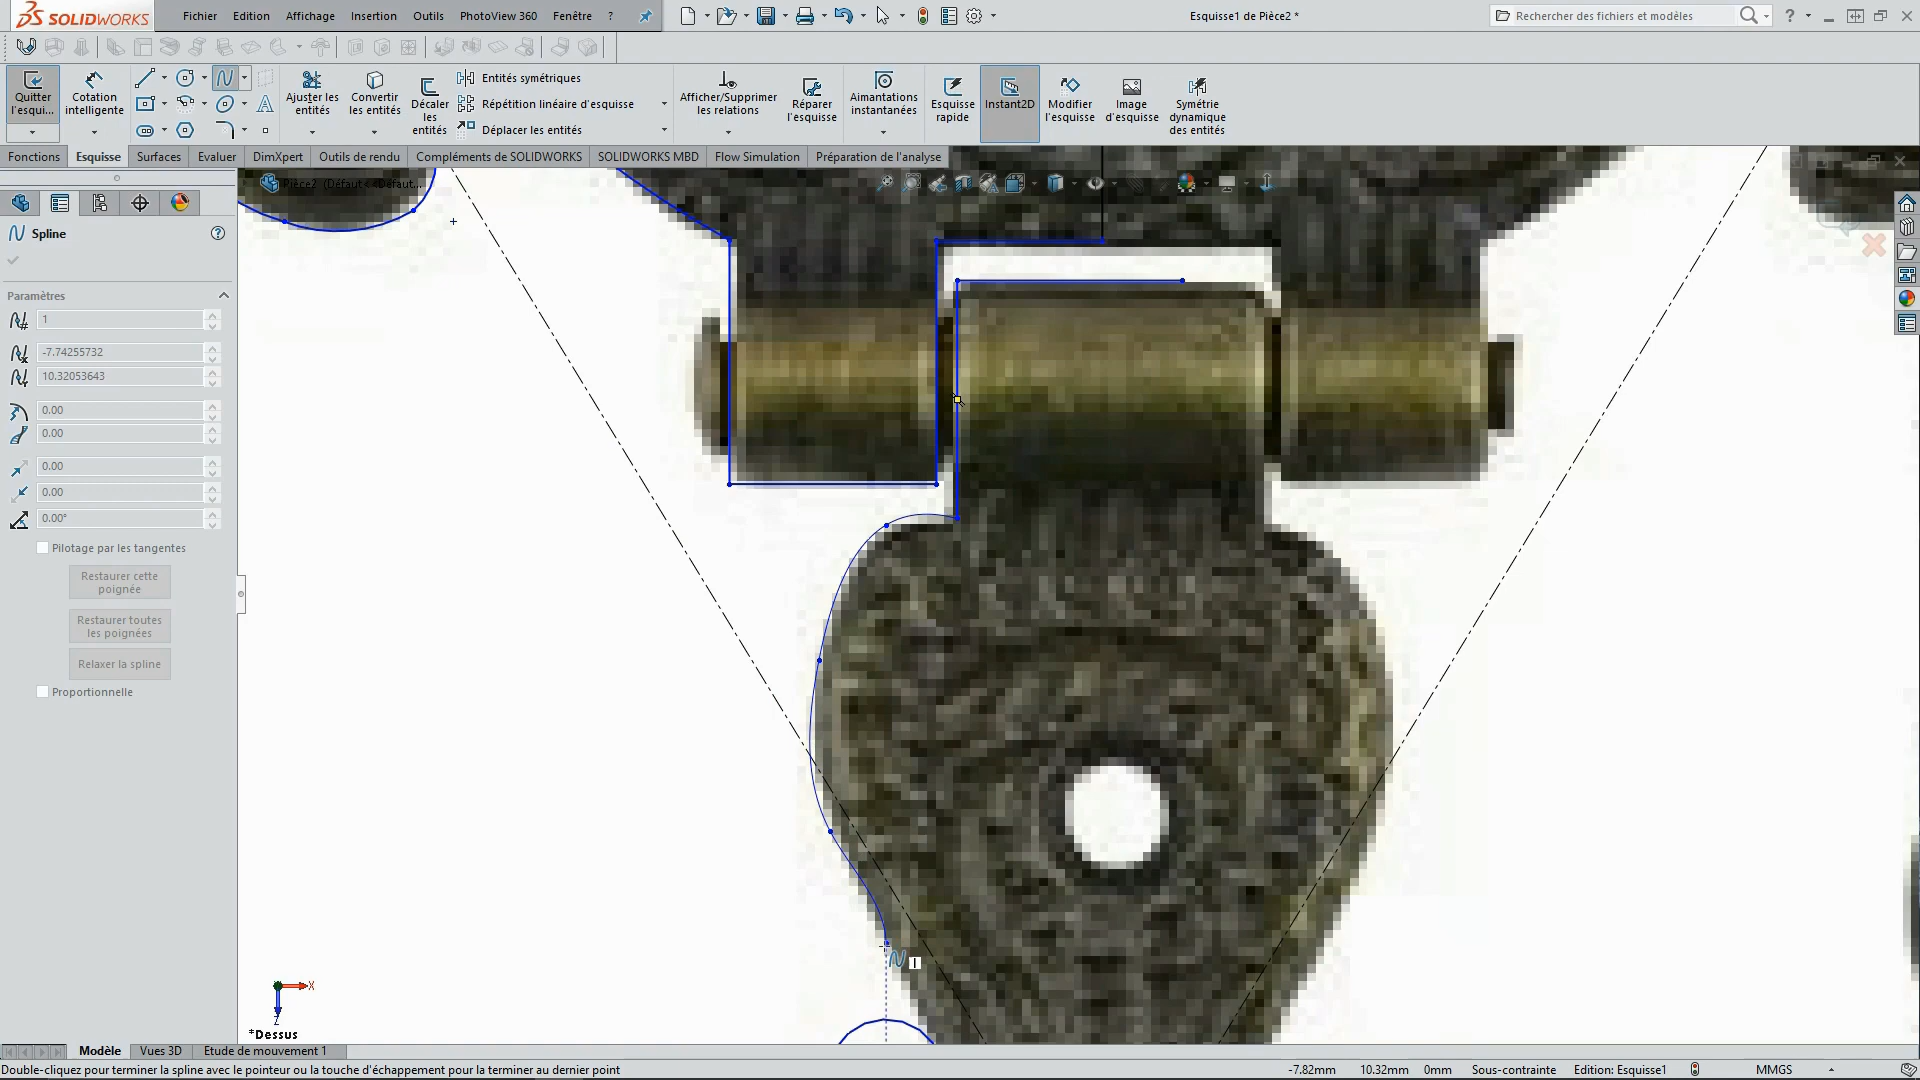 SOLIDWORKS
Fichier Edition Affichage Insertion Outils PhotoView 360 Fenêtre ?
Esquisse1 de Pièce2 *
Rechercher des fichiers et modèles
Quitter l'esqui...
Cotation intelligente
Ajuster les entités
Convertir les entités
Décaler les entités
Entités symétriques
Répétition linéaire d'esquisse
Déplacer les entités
Afficher/Supprimer les relations
Réparer l'esquisse
Aimantations instantanées
Esquisse rapide
Instant2D
Modifier l'esquisse
Image d'esquisse
Symétrie dynamique des entités
Fonctions Esquisse Surfaces Evaluer DimXpert Outils de rendu Compléments de SOLIDWORKS SOLIDWORKS MBD Flow Simulation Préparation de l'analyse
Pièce2 (Défaut<<Défaut...
Spline
Paramètres
1
-7.74255732
10.32053643
0.00
0.00
0.00
0.00
0.00°
Pilotage par les tangentes
Restaurer cette poignée
Restaurer toutes les poignées
Relaxer la spline
Proportionnelle
X
Z
*Dessus
Modèle Vues 3D Etude de mouvement 1
Double-cliquez pour terminer la spline avec le pointeur ou la touche d'échappement pour la terminer au dernier point
-7.82mm 10.32mm 0mm Sous-contrainte Edition: Esquisse1 MMGS